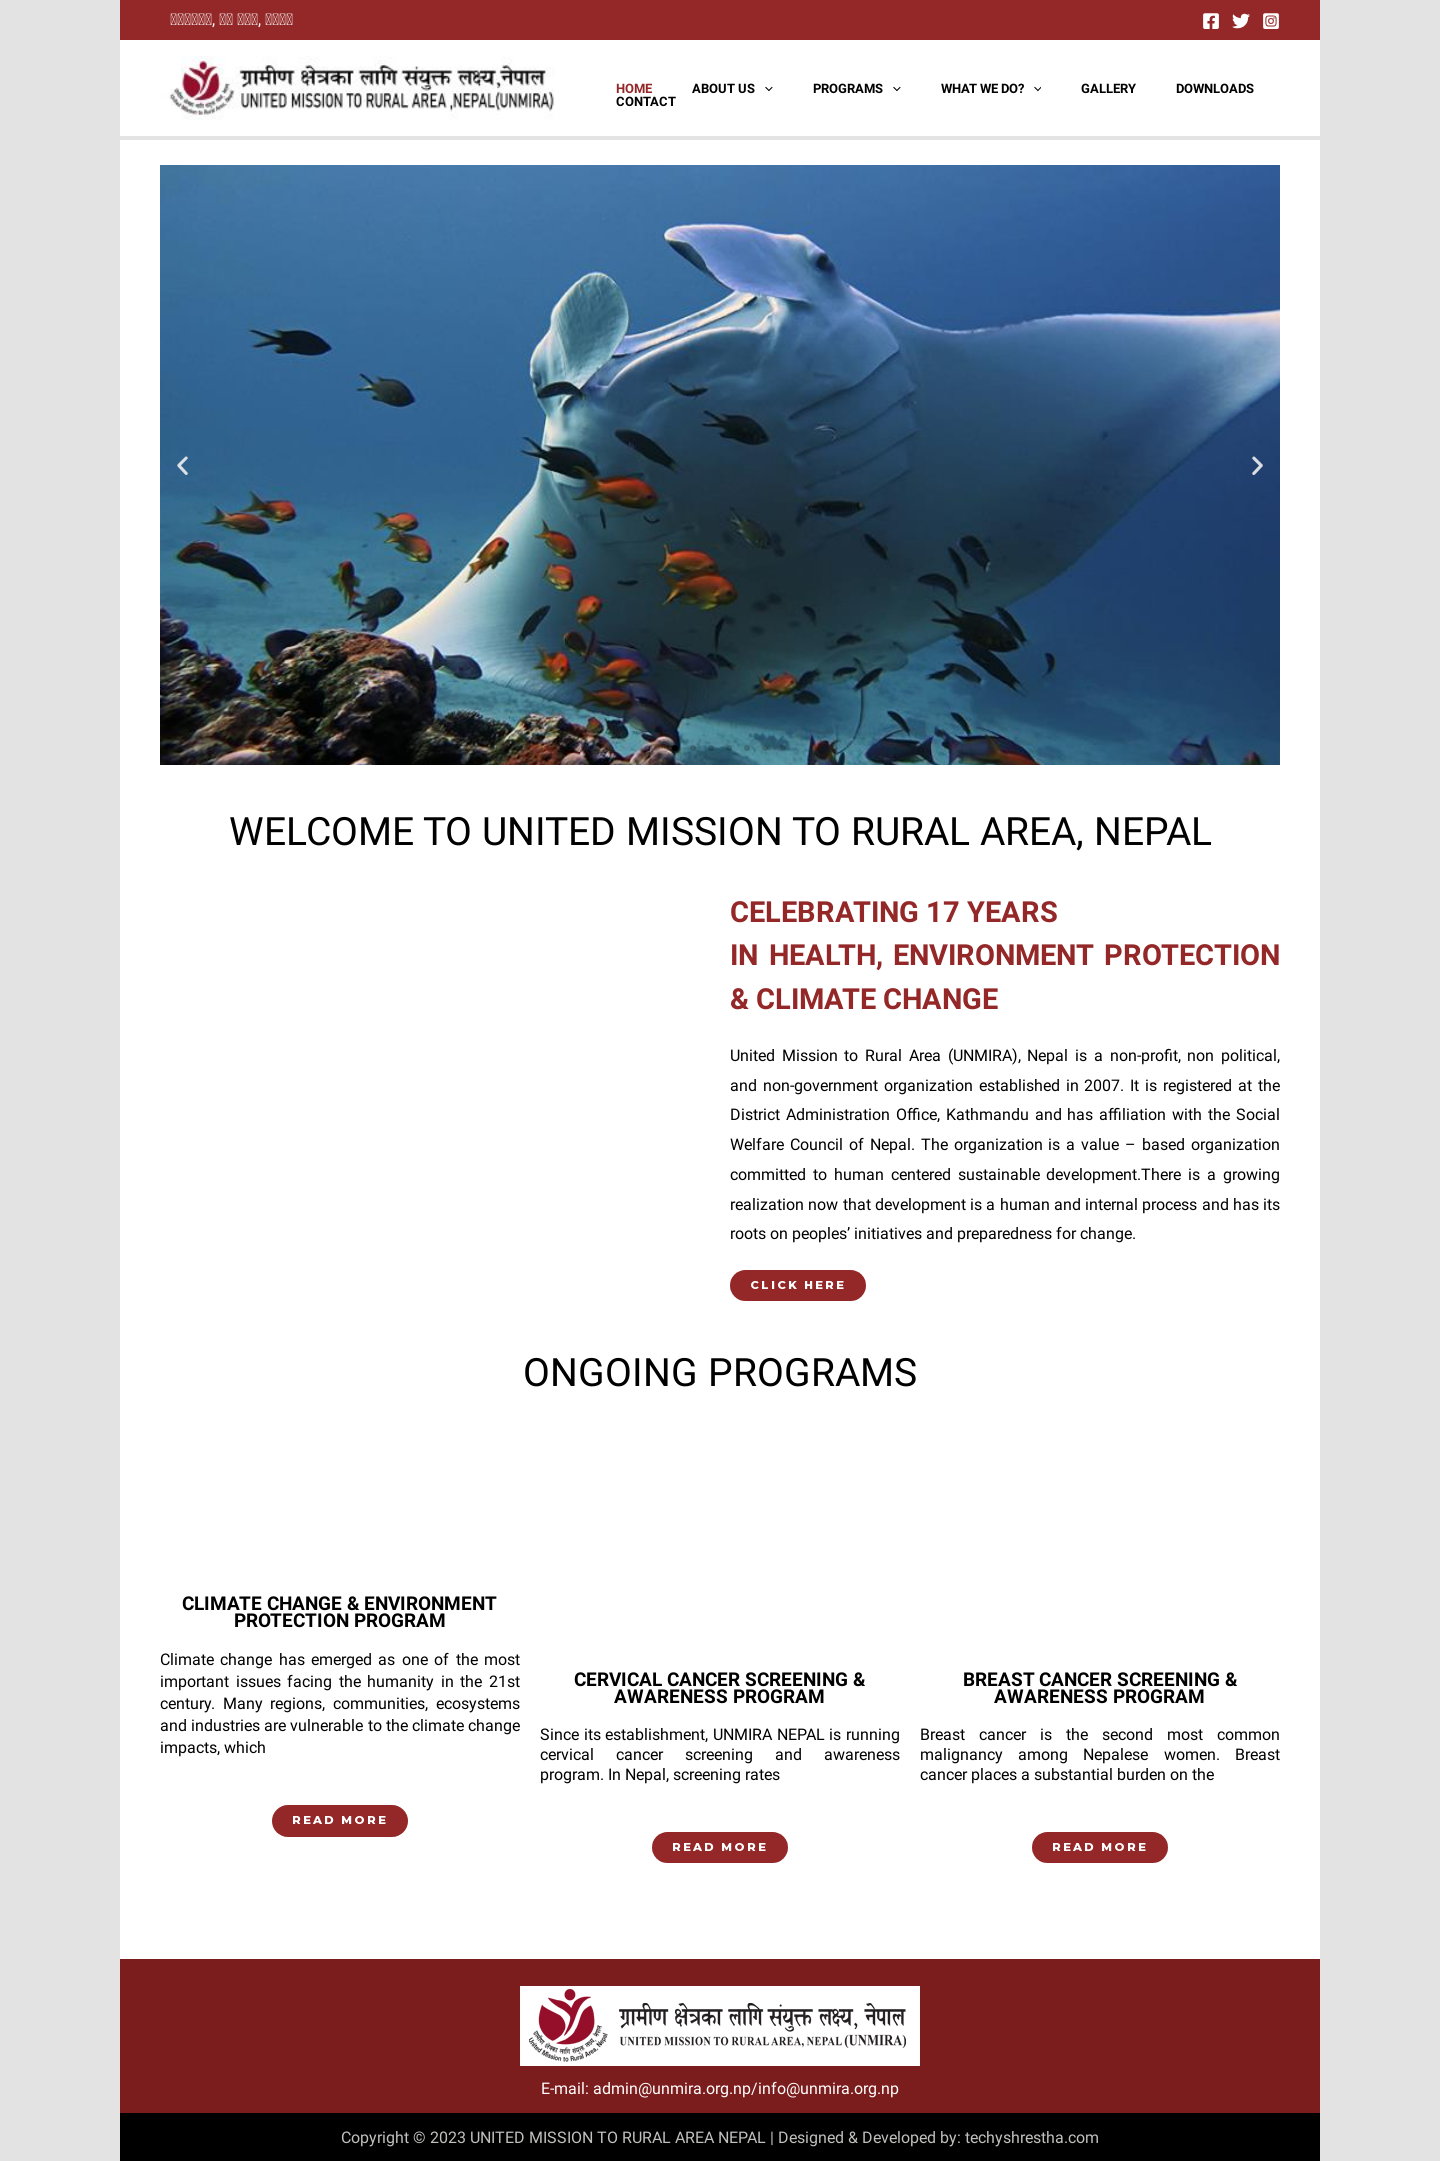 ग्रामीण क्षेत्रका लागि संयुक्त लक्ष्य,नेपाल
UNITED MISSION TO RURAL AREA ,NEPAL(UNMIRA)
HOME ABOUT US PROGRAMS WHAT WE DO? GALLERY DOWNLOADS
CONTACT
WELCOME TO UNITED MISSION TO RURAL AREA, NEPAL
CELEBRATING 17 YEARS
IN HEALTH, ENVIRONMENT PROTECTION
& CLIMATE CHANGE
United Mission to Rural Area (UNMIRA), Nepal is a non-profit, non political,
and non-government organization established in 2007. It is registered at the
District Administration Office, Kathmandu and has affiliation with the Social
Welfare Council of Nepal. The organization is a value – based organization
committed to human centered sustainable development.There is a growing
realization now that development is a human and internal process and has its
roots on peoples’ initiatives and preparedness for change.
CLICK HERE
ONGOING PROGRAMS
CLIMATE CHANGE & ENVIRONMENT
PROTECTION PROGRAM
Climate change has emerged as one of the most
important issues facing the humanity in the 21st
century. Many regions, communities, ecosystems
and industries are vulnerable to the climate change
impacts, which
READ MORE
CERVICAL CANCER SCREENING &
AWARENESS PROGRAM
Since its establishment, UNMIRA NEPAL is running
cervical cancer screening and awareness
program. In Nepal, screening rates
READ MORE
BREAST CANCER SCREENING &
AWARENESS PROGRAM
Breast cancer is the second most common
malignancy among Nepalese women. Breast
cancer places a substantial burden on the
READ MORE
ग्रामीण क्षेत्रका लागि संयुक्त लक्ष्य, नेपाल
UNITED MISSION TO RURAL AREA, NEPAL (UNMIRA)
ग्रामीण क्षेत्रका लागि संयुक्त लक्ष्य, नेपाल
United Mission to Rural Area, Nepal
E-mail: admin@unmira.org.np/info@unmira.org.np
Copyright © 2023 UNITED MISSION TO RURAL AREA NEPAL | Designed & Developed by: techyshrestha.com